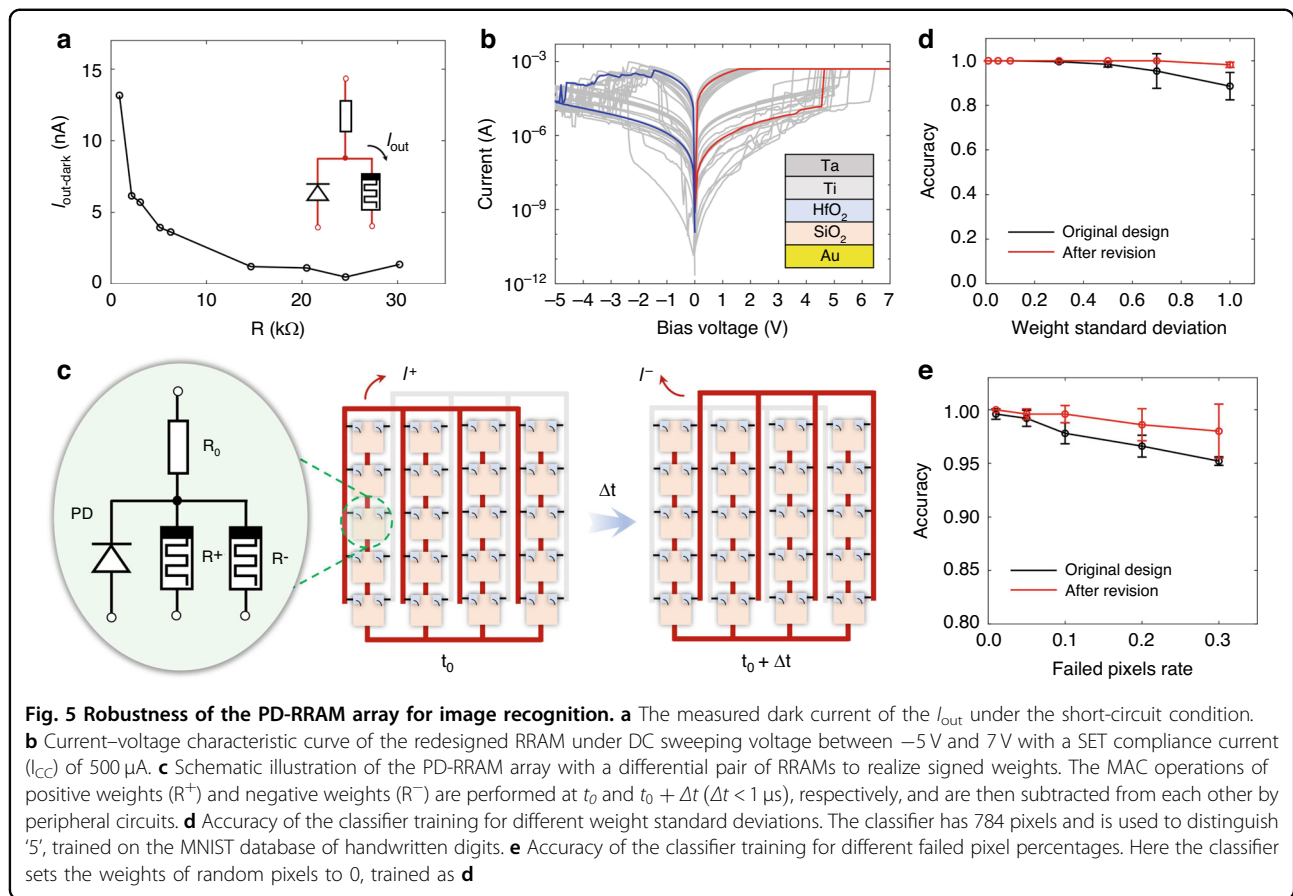 a
15
10
5
0
I_out-dark (nA)
0 10 20 30
R (kΩ)
I_out
b
10⁻³
10⁻⁶
10⁻⁹
10⁻¹²
Current (A)
−5 −4 −3 −2 −1 0 1 2 3 4 5 6 7
Bias voltage (V)
Ta
Ti
HfO₂
SiO₂
Au
d
1.0
0.8
0.6
0.4
0.2
1.0
Accuracy
Original design
After revision
0.0 0.2 0.4 0.6 0.8 1.0
Weight standard deviation
c
R₀
PD
R+
R-
I⁺
t₀
Δt
I⁻
t₀ + Δt
e
1.00
0.95
0.90
0.85
0.80
Accuracy
Original design
After revision
0.0 0.1 0.2 0.3
Failed pixels rate
Fig. 5 Robustness of the PD-RRAM array for image recognition. a The measured dark current of the I_out under the short-circuit condition.
b Current–voltage characteristic curve of the redesigned RRAM under DC sweeping voltage between −5 V and 7 V with a SET compliance current
(I_CC) of 500 μA. c Schematic illustration of the PD-RRAM array with a differential pair of RRAMs to realize signed weights. The MAC operations of
positive weights (R⁺) and negative weights (R⁻) are performed at t₀ and t₀ + Δt (Δt < 1 μs), respectively, and are then subtracted from each other by
peripheral circuits. d Accuracy of the classifier training for different weight standard deviations. The classifier has 784 pixels and is used to distinguish
‘5’, trained on the MNIST database of handwritten digits. e Accuracy of the classifier training for different failed pixel percentages. Here the classifier
sets the weights of random pixels to 0, trained as d